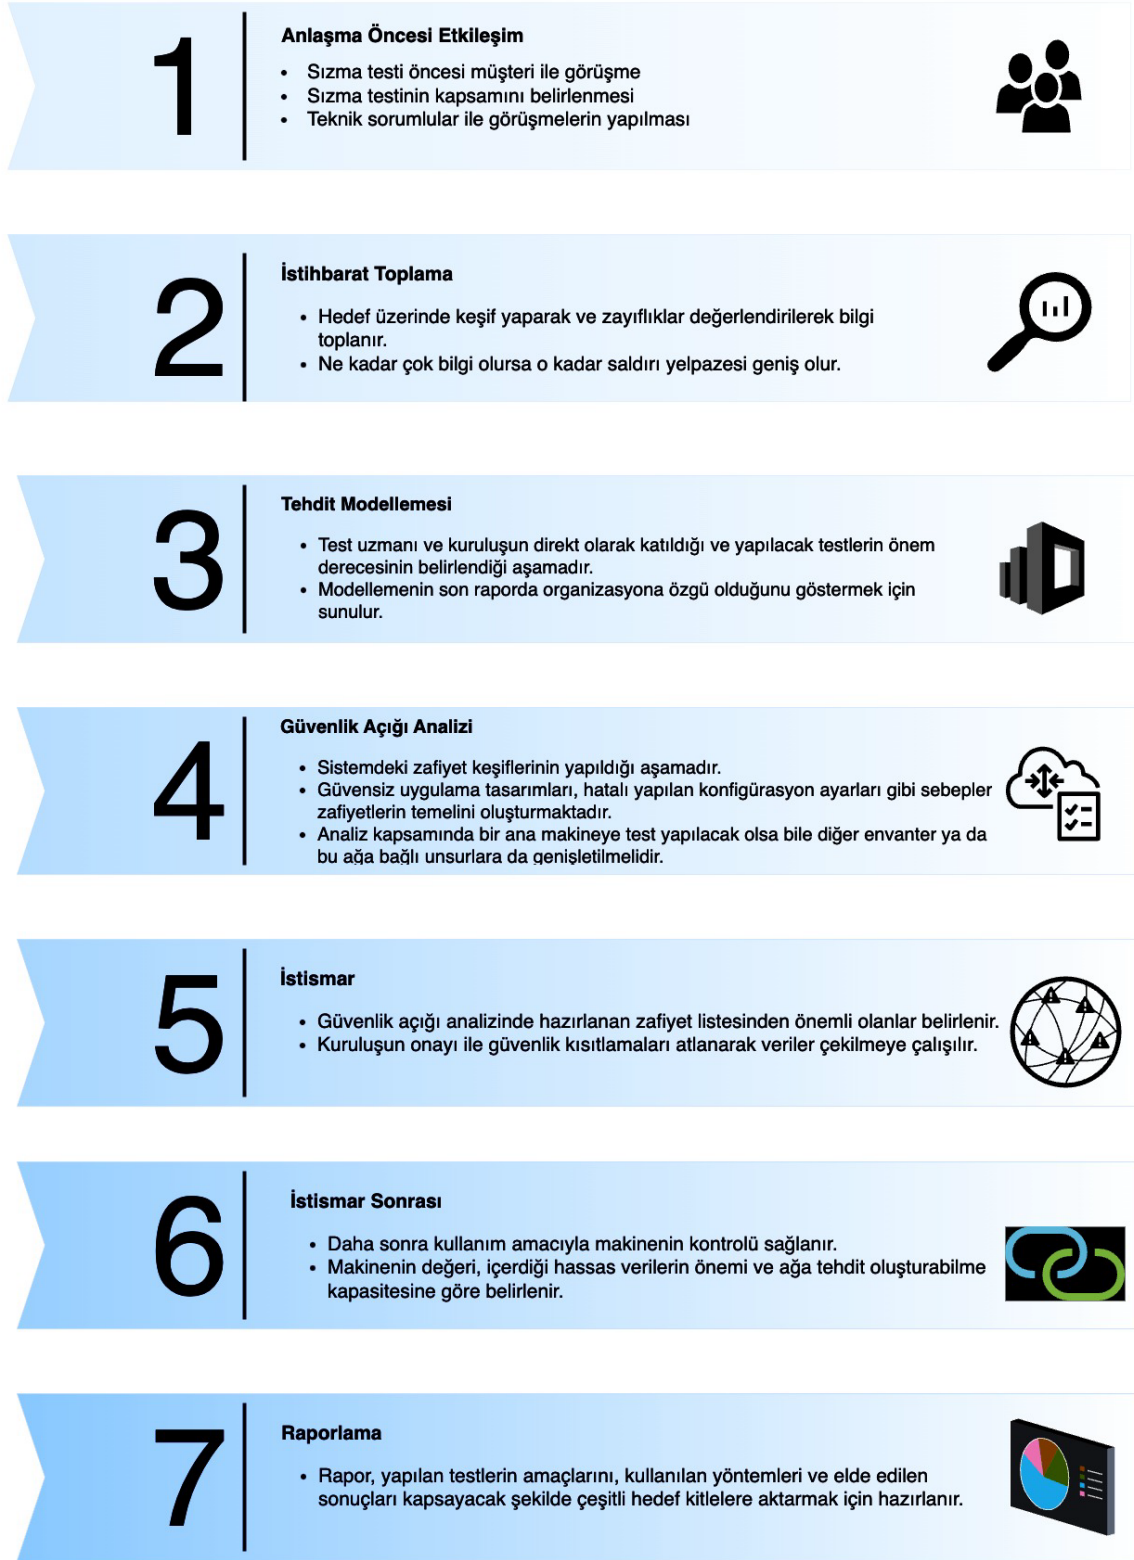 1
Anlaşma Öncesi Etkileşim
• Sızma testi öncesi müşteri ile görüşme
• Sızma testinin kapsamını belirlenmesi
• Teknik sorumlular ile görüşmelerin yapılması
2
İstihbarat Toplama
• Hedef üzerinde keşif yaparak ve zayıflıklar değerlendirilerek bilgi
toplanır.
• Ne kadar çok bilgi olursa o kadar saldırı yelpazesi geniş olur.
3
Tehdit Modellemesi
• Test uzmanı ve kuruluşun direkt olarak katıldığı ve yapılacak testlerin önem
derecesinin belirlendiği aşamadır.
• Modellemenin son raporda organizasyona özgü olduğunu göstermek için
sunulur.
4
Güvenlik Açığı Analizi
• Sistemdeki zafiyet keşiflerinin yapıldığı aşamadır.
• Güvensiz uygulama tasarımları, hatalı yapılan konfigürasyon ayarları gibi sebepler
zafiyetlerin temelini oluşturmaktadır.
• Analiz kapsamında bir ana makineye test yapılacak olsa bile diğer envanter ya da
bu ağa bağlı unsurlara da genişletilmelidir.
5
İstismar
• Güvenlik açığı analizinde hazırlanan zafiyet listesinden önemli olanlar belirlenir.
• Kuruluşun onayı ile güvenlik kısıtlamaları atlanarak veriler çekilmeye çalışılır.
6
İstismar Sonrası
• Daha sonra kullanım amacıyla makinenin kontrolü sağlanır.
• Makinenin değeri, içerdiği hassas verilerin önemi ve ağa tehdit oluşturabilme
kapasitesine göre belirlenir.
7
Raporlama
• Rapor, yapılan testlerin amaçlarını, kullanılan yöntemleri ve elde edilen
sonuçları kapsayacak şekilde çeşitli hedef kitlelere aktarmak için hazırlanır.